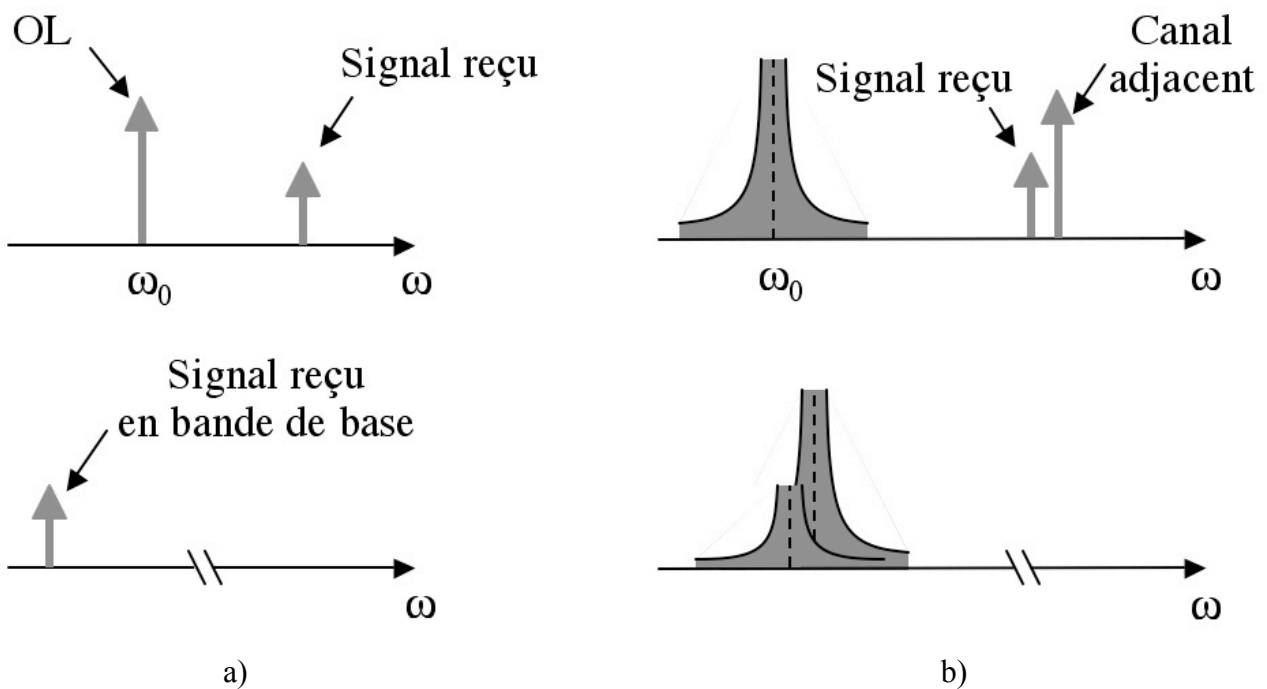 OL
Signal reçu
ω0
ω
Signal reçu
en bande de base
ω
a)
Canal
adjacent
Signal reçu
ω0
ω
ω
b)